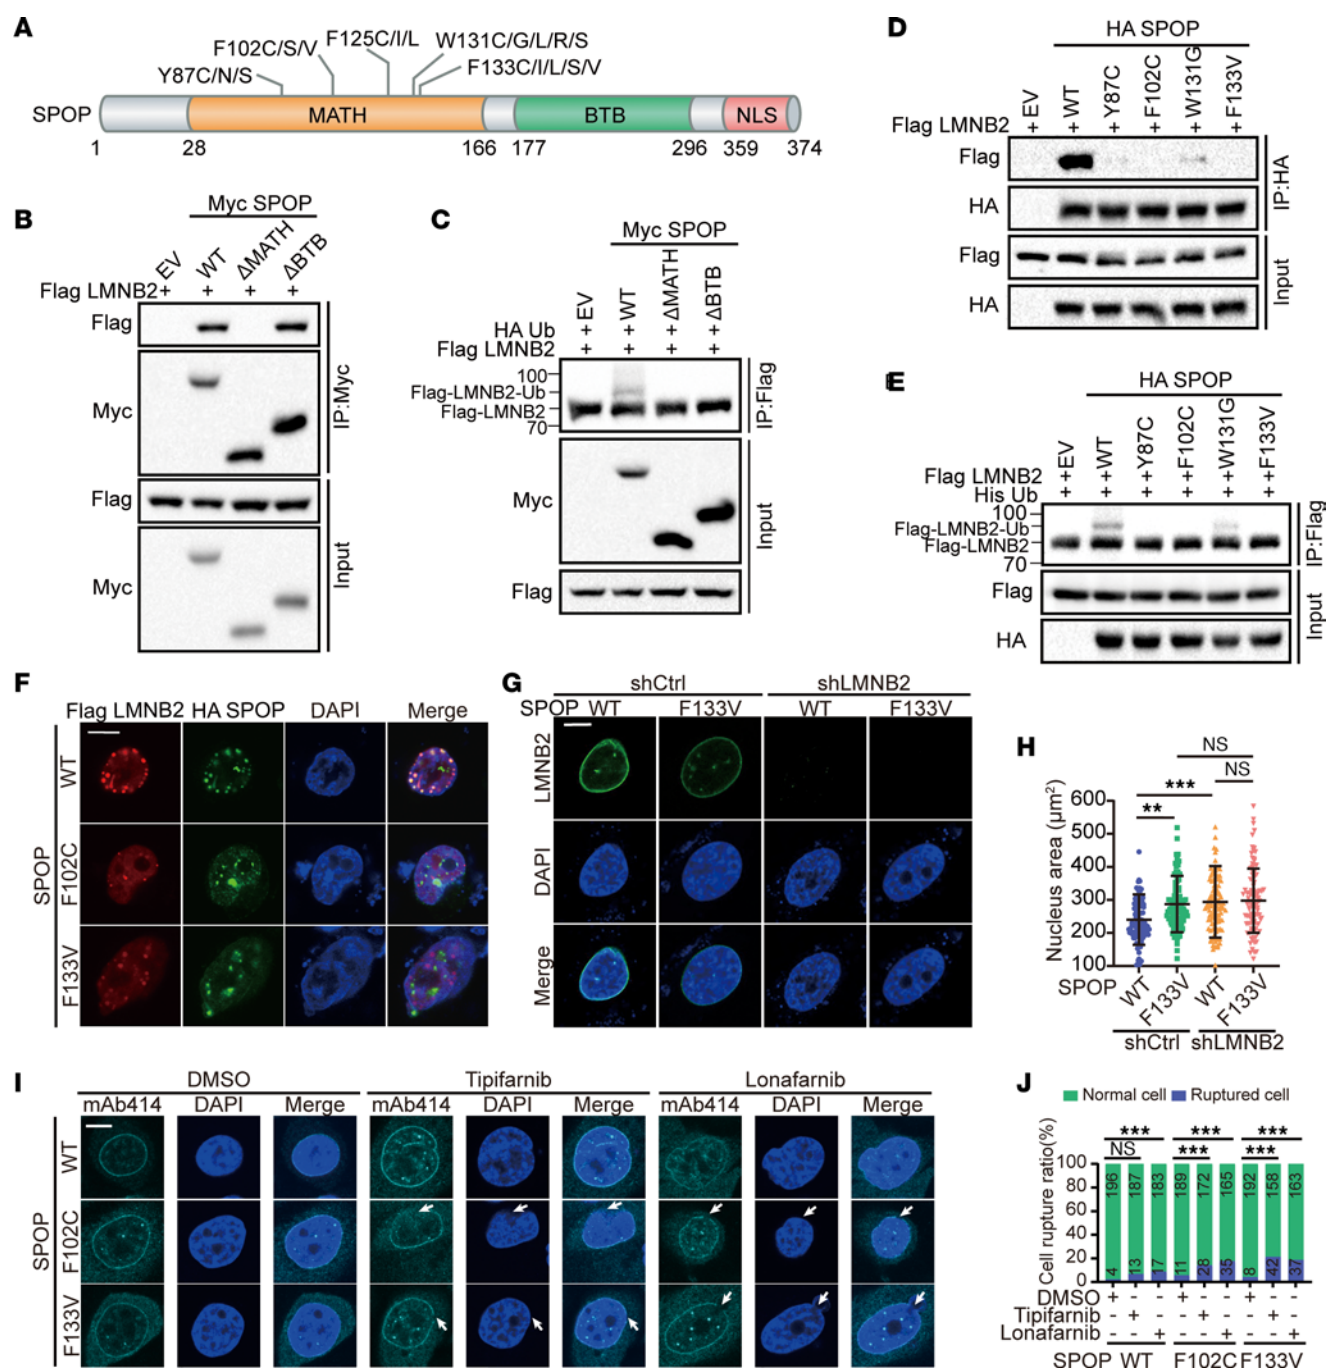 A
F125C/I/L
W131C/G/L/R/S
F102C/S/V
F133C/I/L/S/V
Y87C/N/S
SPOP
MATH
BTB
NLS
1 28 166 177 296 359 374
B
Myc SPOP
EV WT ΔMATH ΔBTB
Flag LMNB2 + + + +
Flag
Myc
IP:Myc
Flag
Myc
Input
C
Myc SPOP
EV WT ΔMATH ΔBTB
HA Ub + + + +
Flag LMNB2 + + + +
100
Flag-LMNB2-Ub
Flag-LMNB2
70
IP:Flag
Myc
Flag
Input
D
HA SPOP
EV WT Y87C F102C W131G F133V
Flag LMNB2 + + + + + +
Flag
HA
IP:HA
Flag
HA
Input
E
HA SPOP
EV WT Y87C F102C W131G F133V
Flag LMNB2 + + + + + +
His Ub + + + + + +
100
Flag-LMNB2-Ub
Flag-LMNB2
70
IP:Flag
Flag
HA
Input
F
Flag LMNB2 HA SPOP DAPI Merge
SPOP
WT
F102C
F133V
G
shCtrl shLMNB2
SPOP WT F133V WT F133V
LMNB2
DAPI
Merge
H
NS
*** NS
**
Nucleus area (µm²)
600
500
400
300
200
100
SPOP WT F133V WT F133V
shCtrl shLMNB2
I
DMSO Tipifarnib Lonafarnib
mAb414 DAPI Merge mAb414 DAPI Merge mAb414 DAPI Merge
SPOP
WT
F102C
F133V
J
Normal cell Ruptured cell
*** *** ***
NS *** ***
Cell rupture ratio(%)
100
80
60
40
20
0
196 187 183 189 172 165 192 158 163
4 13 17 11 28 35 8 42 37
DMSO + - - + - - + - -
Tipifarnib - + - - + - - + -
Lonafarnib - - + - - + - - +
SPOP WT F102C F133V